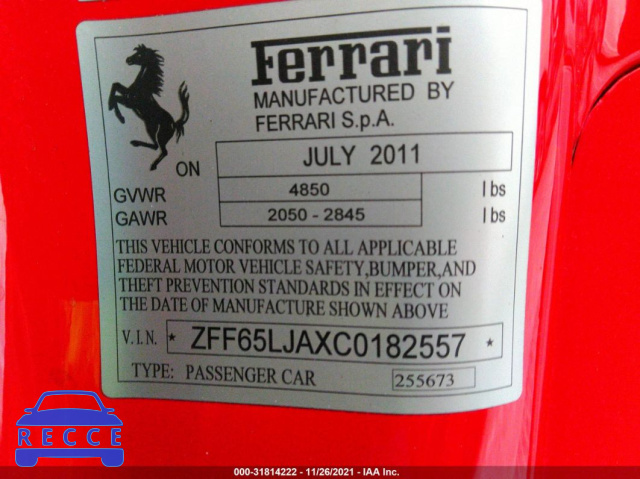 Ferrari
MANUFACTURED BY
FERRARI S.p.A.
ON JULY 2011
GVWR 4850 lbs
GAWR 2050 - 2845 lbs
THIS VEHICLE CONFORMS TO ALL APPLICABLE
FEDERAL MOTOR VEHICLE SAFETY,BUMPER,AND
THEFT PREVENTION STANDARDS IN EFFECT ON
THE DATE OF MANUFACTURE SHOWN ABOVE
V.I.N. * ZFF65LJAXC0182557 *
TYPE: PASSENGER CAR 255673
RECCE
000-31814222 - 11/26/2021 - IAA Inc.